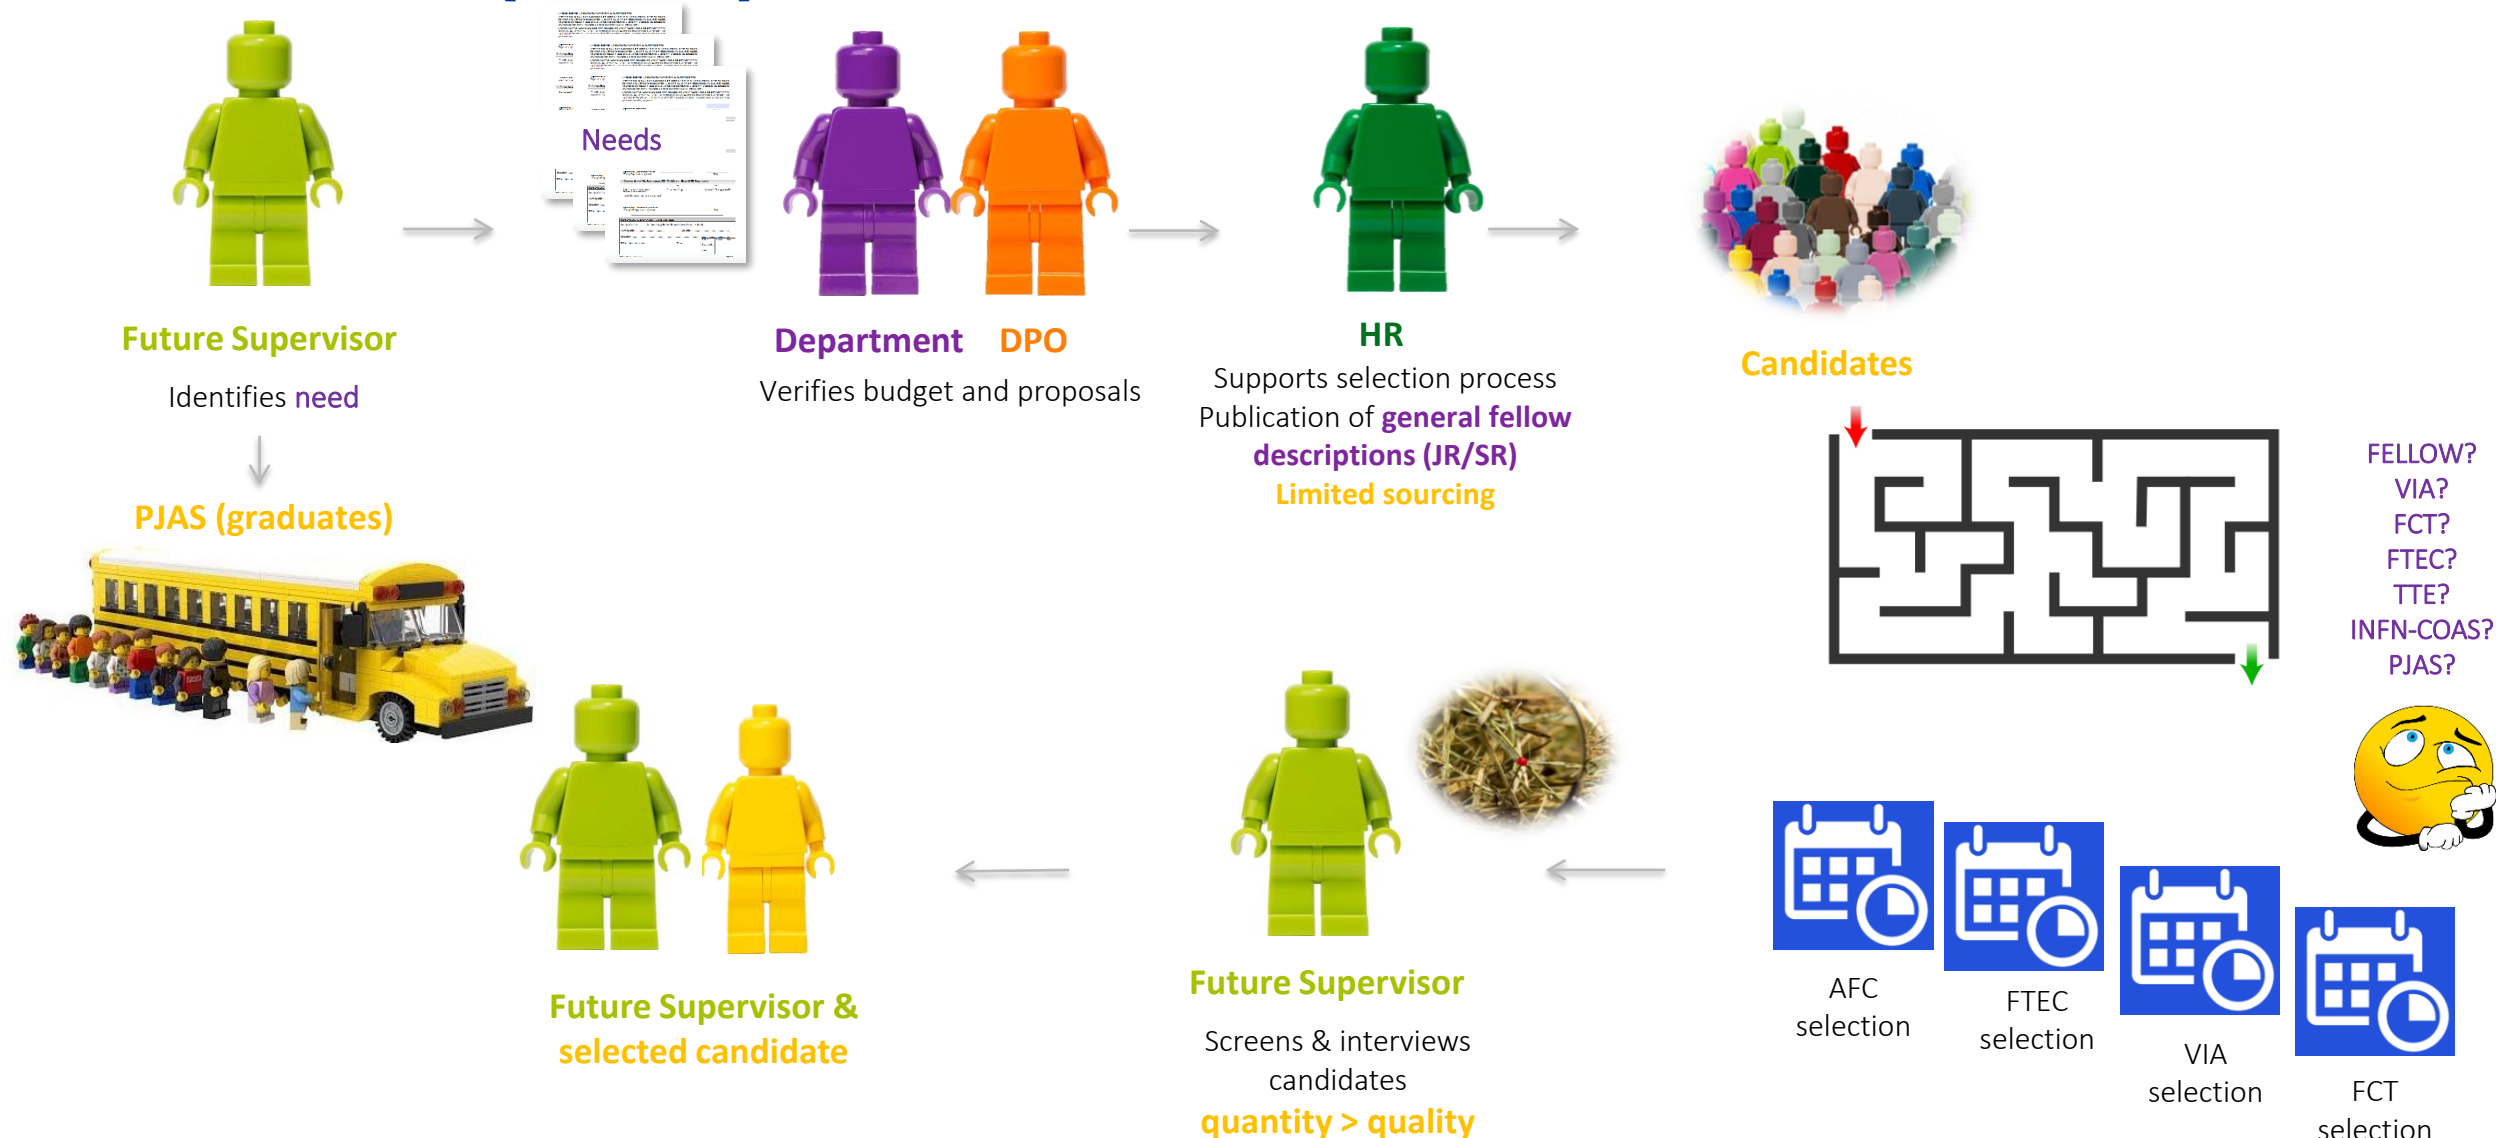 Needs
Future Supervisor
Identifies need
PJAS (graduates)
Department DPO
Verifies budget and proposals
HR
Supports selection process
Publication of general fellow
descriptions (JR/SR)
Limited sourcing
Candidates
FELLOW?
VIA?
FCT?
FTEC?
TTE?
INFN-COAS?
PJAS?
AFC
selection
FTEC
selection
VIA
selection
FCT
selection
Future Supervisor
Screens & interviews
candidates
quantity > quality
Future Supervisor &
selected candidate